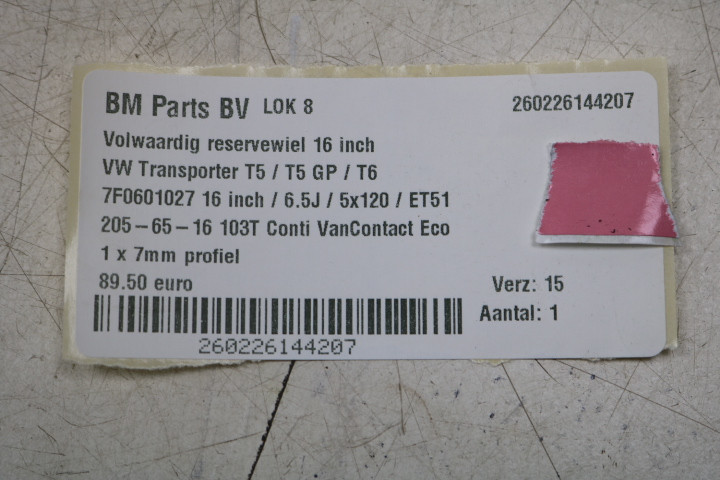 BM Parts BV LOK 8 260226144207
Volwaardig reservewiel 16 inch
VW Transporter T5 / T5 GP / T6
7F0601027 16 inch / 6.5J / 5x120 / ET51
205-65-16 103T Conti VanContact Eco
1 x 7mm profiel
89.50 euro Verz: 15
Aantal: 1
260226144207